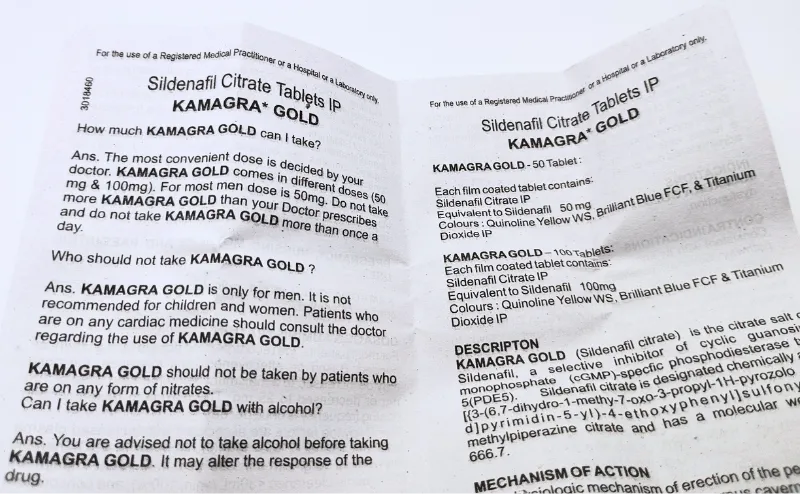 For the use of a Registered Medical Practitioner or a Hospital or a Laboratory only.
3018460
Sildenafil Citrate Tablets IP
KAMAGRA* GOLD
How much KAMAGRA GOLD can I take?
Ans. The most convenient dose is decided by your
doctor. KAMAGRA GOLD comes in different doses (50
mg & 100mg). For most men dose is 50mg. Do not take
more KAMAGRA GOLD than your Doctor prescribes
and do not take KAMAGRA GOLD more than once a
day.
Who should not take KAMAGRA GOLD ?
Ans. KAMAGRA GOLD is only for men. It is not
recommended for children and women. Patients who
are on any cardiac medicine should consult the doctor
regarding the use of KAMAGRA GOLD.
KAMAGRA GOLD should not be taken by patients who
are on any form of nitrates.
Can I take KAMAGRA GOLD with alcohol?
Ans. You are advised not to take alcohol before taking
KAMAGRA GOLD. It may alter the response of the
drug.
For the use of a Registered Medical Practitioner or a Hospital or a Laboratory only.
Sildenafil Citrate Tablets IP
KAMAGRA* GOLD
KAMAGRA GOLD - 50 Tablet :
Each film coated tablet contains:
Sildenafil Citrate IP
Equivalent to Sildenafil 50 mg
Colours : Quinoline Yellow WS, Brilliant Blue FCF, & Titanium
Dioxide IP
KAMAGRA GOLD – 100 Tablets:
Each film coated tablet contains:
Sildenafil Citrate IP
Equivalent to Sildenafil 100mg
Colours : Quinoline Yellow WS, Brilliant Blue FCF & Titanium
Dioxide IP
DESCRIPTON
KAMAGRA GOLD (Sildenafil citrate) is the citrate salt
Sildenafil, a selective inhibitor of cyclic
monophosphate (cGMP)-specfic phosphodiesterase
5(PDE5). Sildenafil citrate is designated chemically
[(3-(6,7-dihydro-1-methy-7-oxo-3-propyl-1H-pyrozolo
d]pyrimidin-5-yl)-4-ethoxyphenyl]sulfony
methylpiperazine citrate and has a molecular
666.7.
MECHANISM OF ACTION
mechanism of erection of the